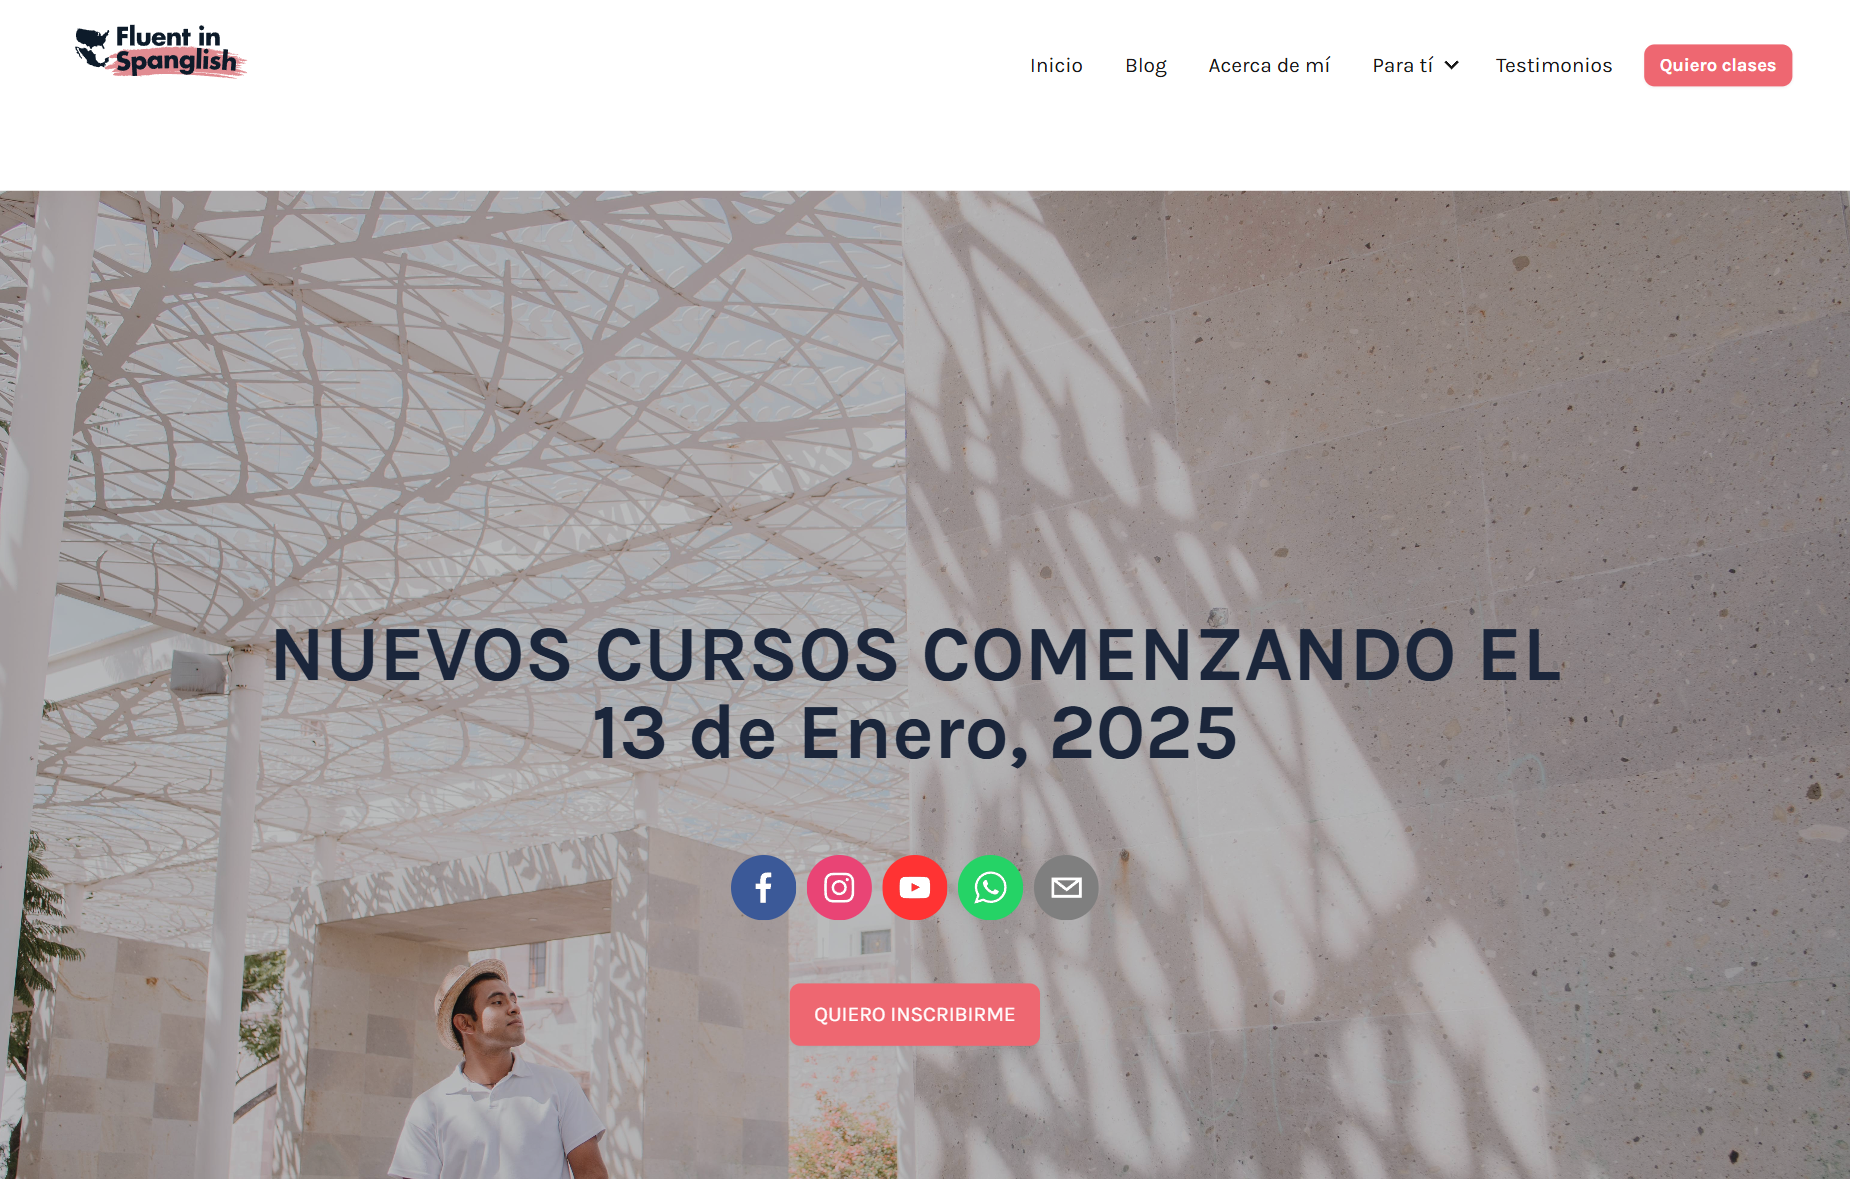 Fluent in
Spanglish
Inicio
Blog
Acerca de mí
Para tí
Testimonios
Quiero clases
NUEVOS CURSOS COMENZANDO EL
13 de Enero, 2025
QUIERO INSCRIBIRME